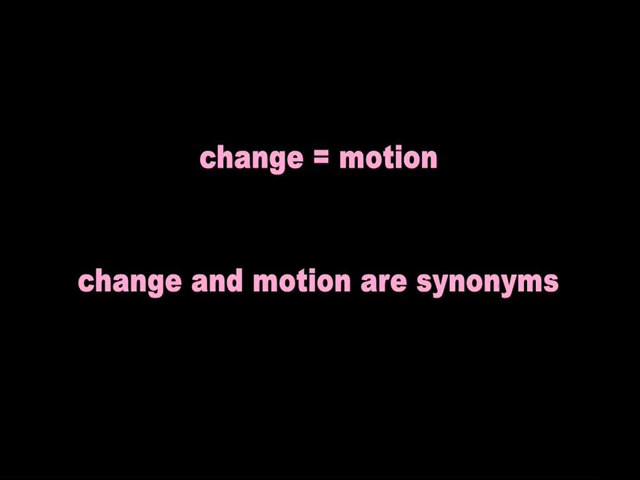 change = motion
change and motion are synonyms